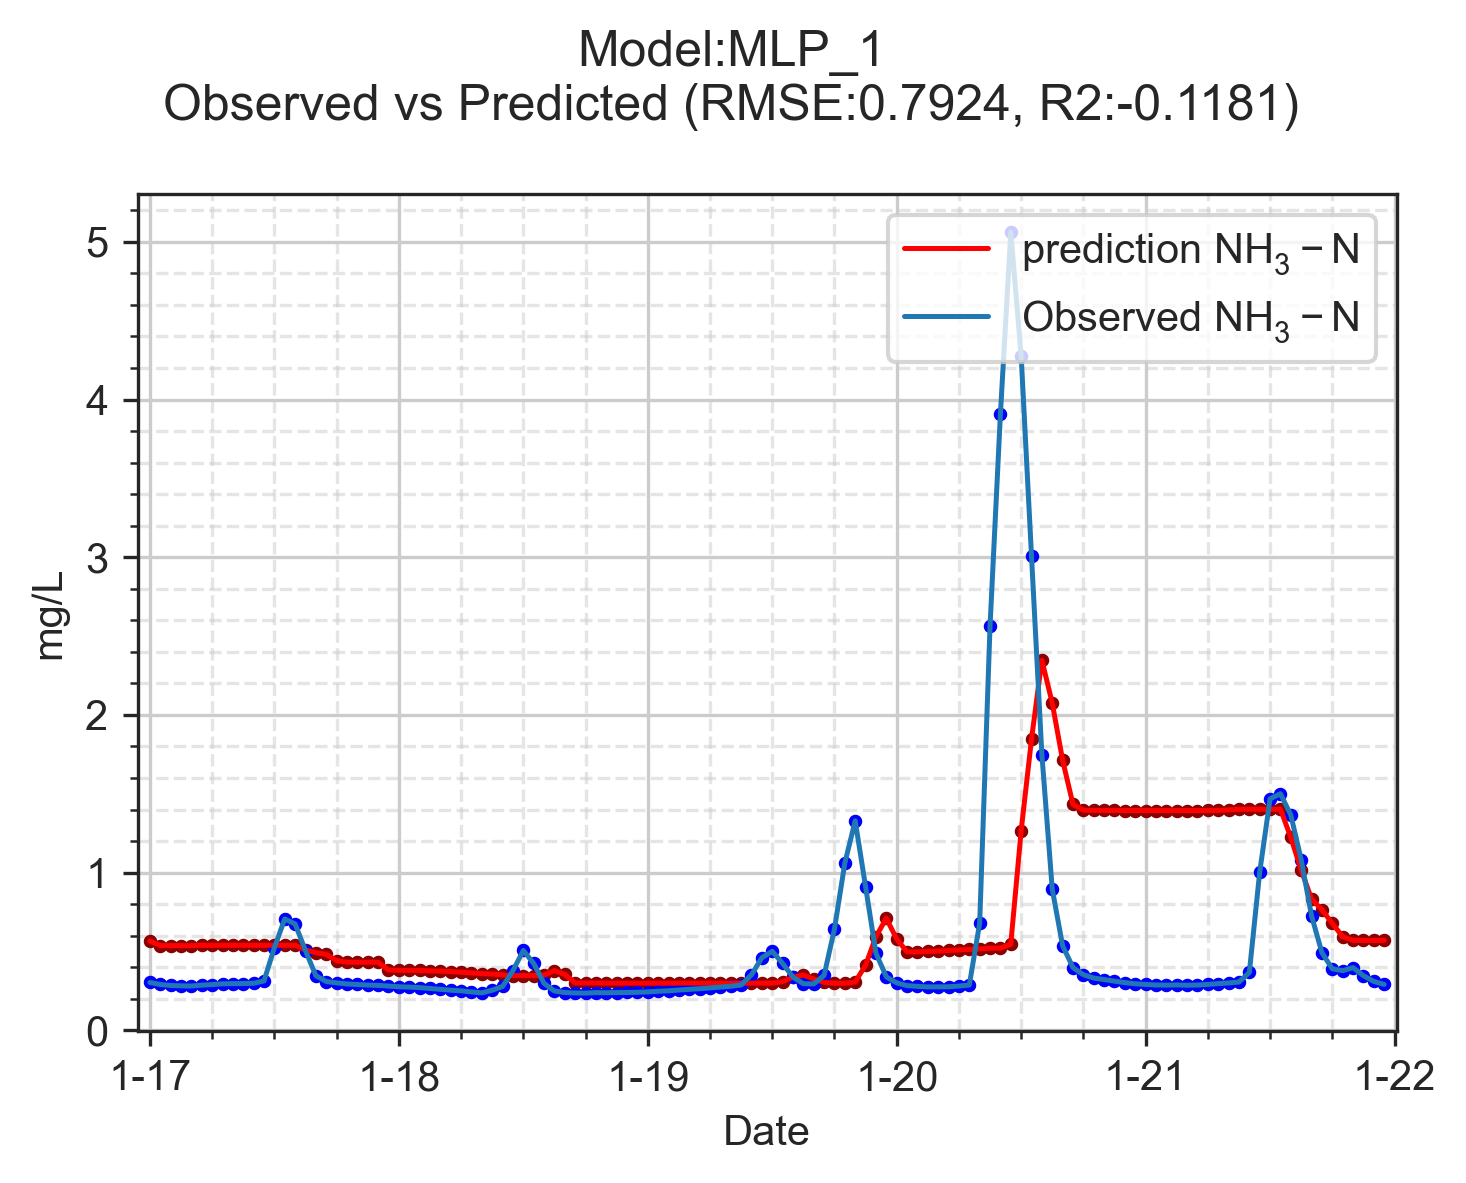 Model:MLP_1
Observed vs Predicted (RMSE:0.7924, R2:-0.1181)
prediction NH₃ − N
Observed NH₃ − N
5
4
3
2
1
0
mg/L
1-17 1-18 1-19 1-20 1-21 1-22
Date